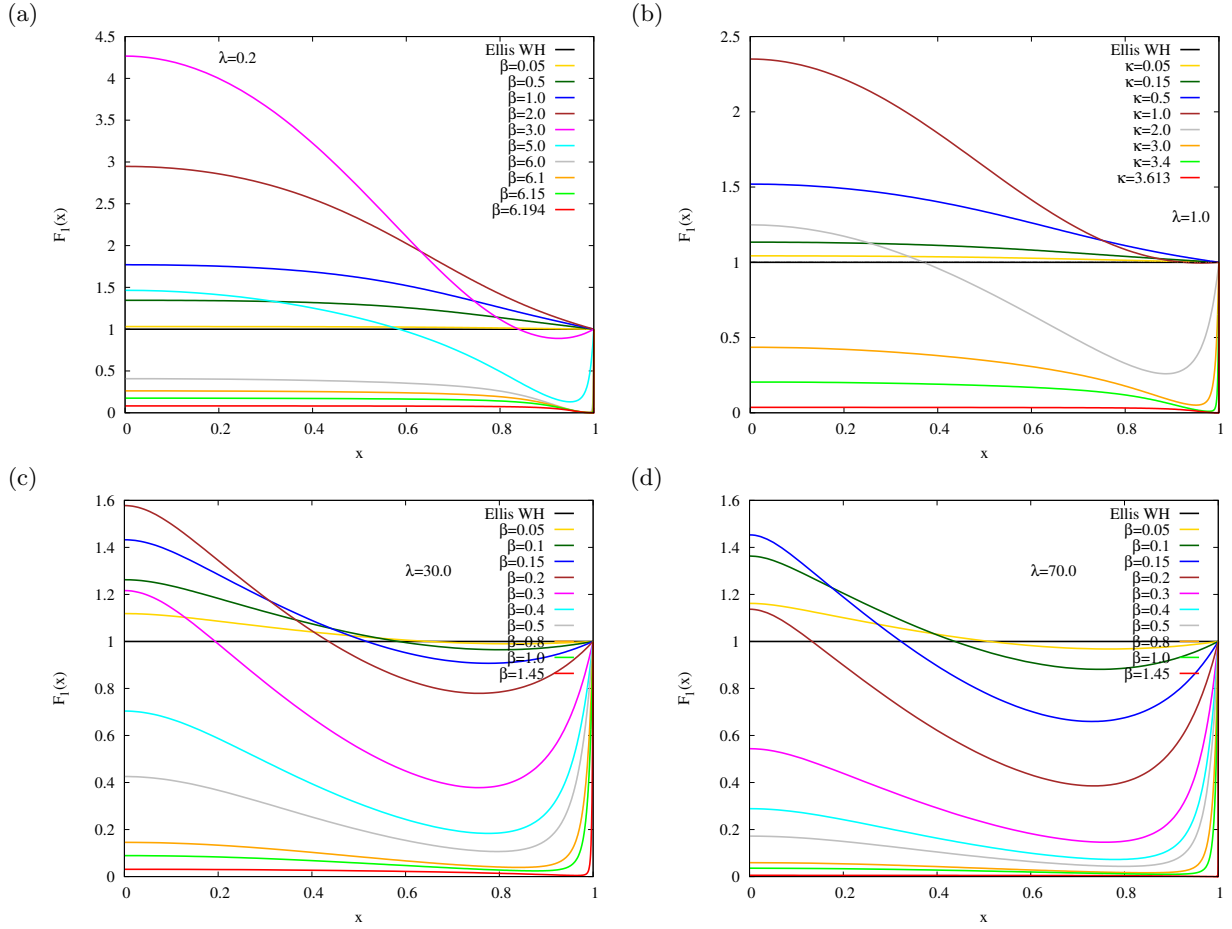 (a)
4.5
4
3.5
3
2.5
2
1.5
1
0.5
0
0
0.2
0.4
0.6
0.8
1
F₁(x)
x
λ=0.2
Ellis WH
β=0.05
β=0.5
β=1.0
β=2.0
β=3.0
β=5.0
β=6.0
β=6.1
β=6.15
β=6.194
(b)
2.5
2
1.5
1
0.5
0
0
0.2
0.4
0.6
0.8
1
F₁(x)
x
λ=1.0
Ellis WH
κ=0.05
κ=0.15
κ=0.5
κ=1.0
κ=2.0
κ=3.0
κ=3.4
κ=3.613
(c)
1.6
1.4
1.2
1
0.8
0.6
0.4
0.2
0
0
0.2
0.4
0.6
0.8
1
F₁(x)
x
λ=30.0
Ellis WH
β=0.05
β=0.1
β=0.15
β=0.2
β=0.3
β=0.4
β=0.5
β=0.8
β=1.0
β=1.45
(d)
1.6
1.4
1.2
1
0.8
0.6
0.4
0.2
0
0
0.2
0.4
0.6
0.8
1
F₁(x)
x
λ=70.0
Ellis WH
β=0.05
β=0.1
β=0.15
β=0.2
β=0.3
β=0.4
β=0.5
β=0.8
β=1.0
β=1.45